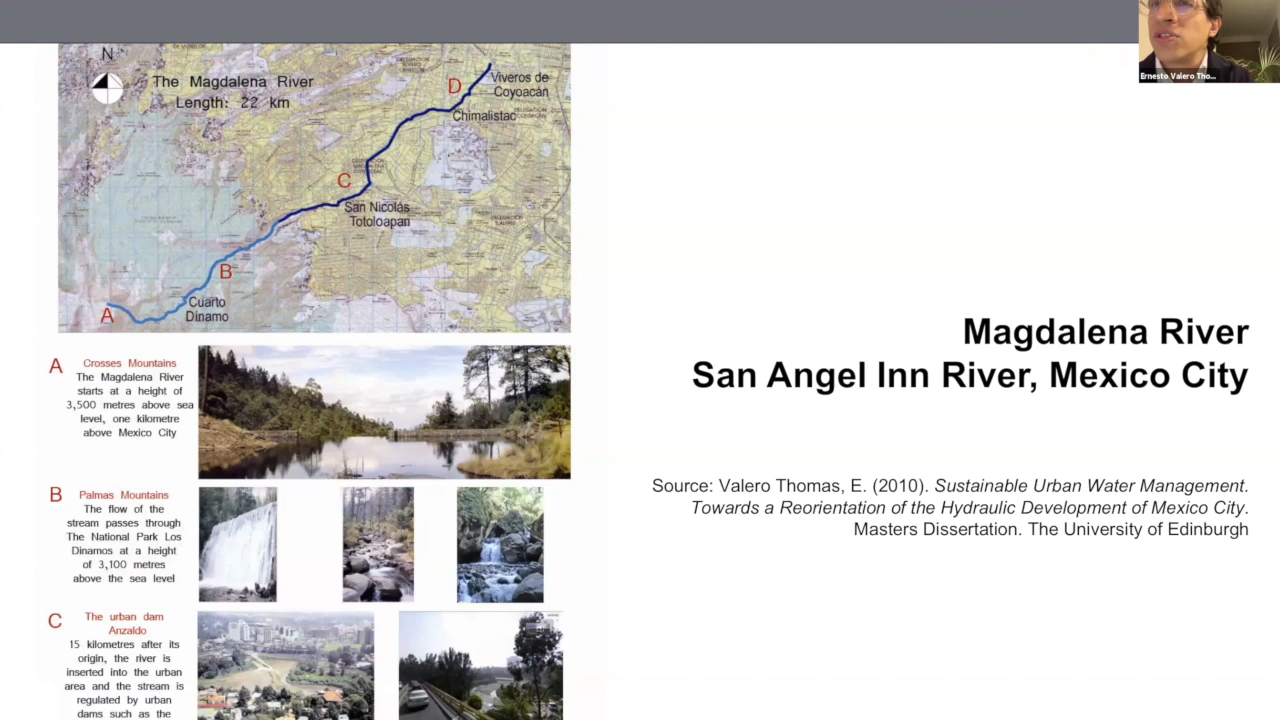 N
The Magdalena River
Length: 22 km
D
Viveros de
Coyoacán
Chimalistac
C
San Nicolás
Totoloapan
B
Cuarto
Dinamo
A
A
Crosses Mountains
The Magdalena River
starts at a height of
3,500 metres above sea
level, one kilometre
above Mexico City
B
Palmas Mountains
The flow of the
stream passes through
The National Park Los
Dinamos at a height
of 3,100 metres
above the sea level
C
The urban dam
Anzaldo
15 kilometres after its
origin, the river is
inserted into the urban
area and the stream is
regulated by urban
dams such as the
Magdalena River
San Angel Inn River, Mexico City
Source: Valero Thomas, E. (2010). Sustainable Urban Water Management.
Towards a Reorientation of the Hydraulic Development of Mexico City.
Masters Dissertation. The University of Edinburgh
Ernesto Valero Tho...